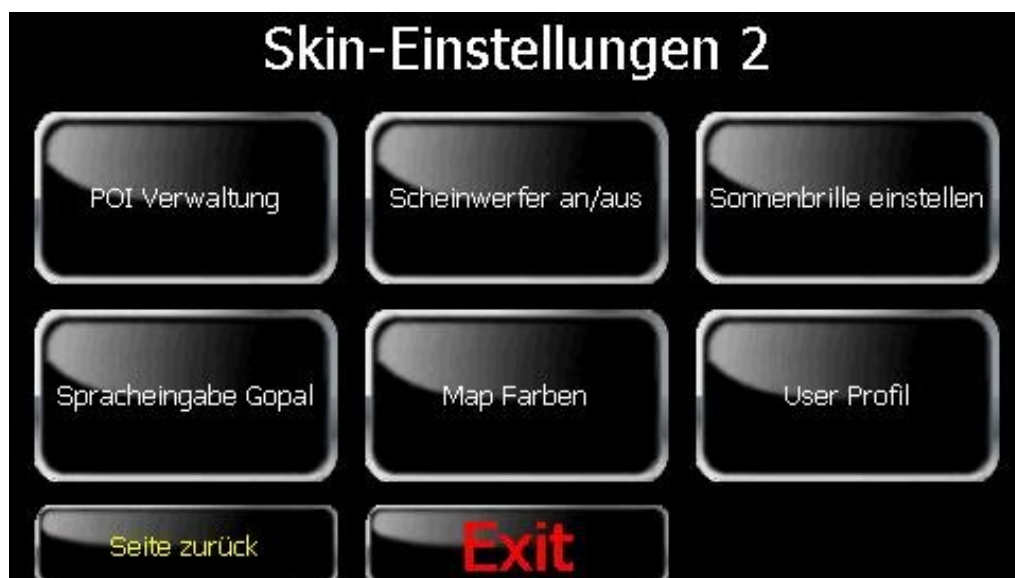 Skin-Einstellungen 2
POI Verwaltung
Scheinwerfer an/aus
Sonnenbrille einstellen
Spracheingabe Gopal
Map Farben
User Profil
Seite zurück
Exit